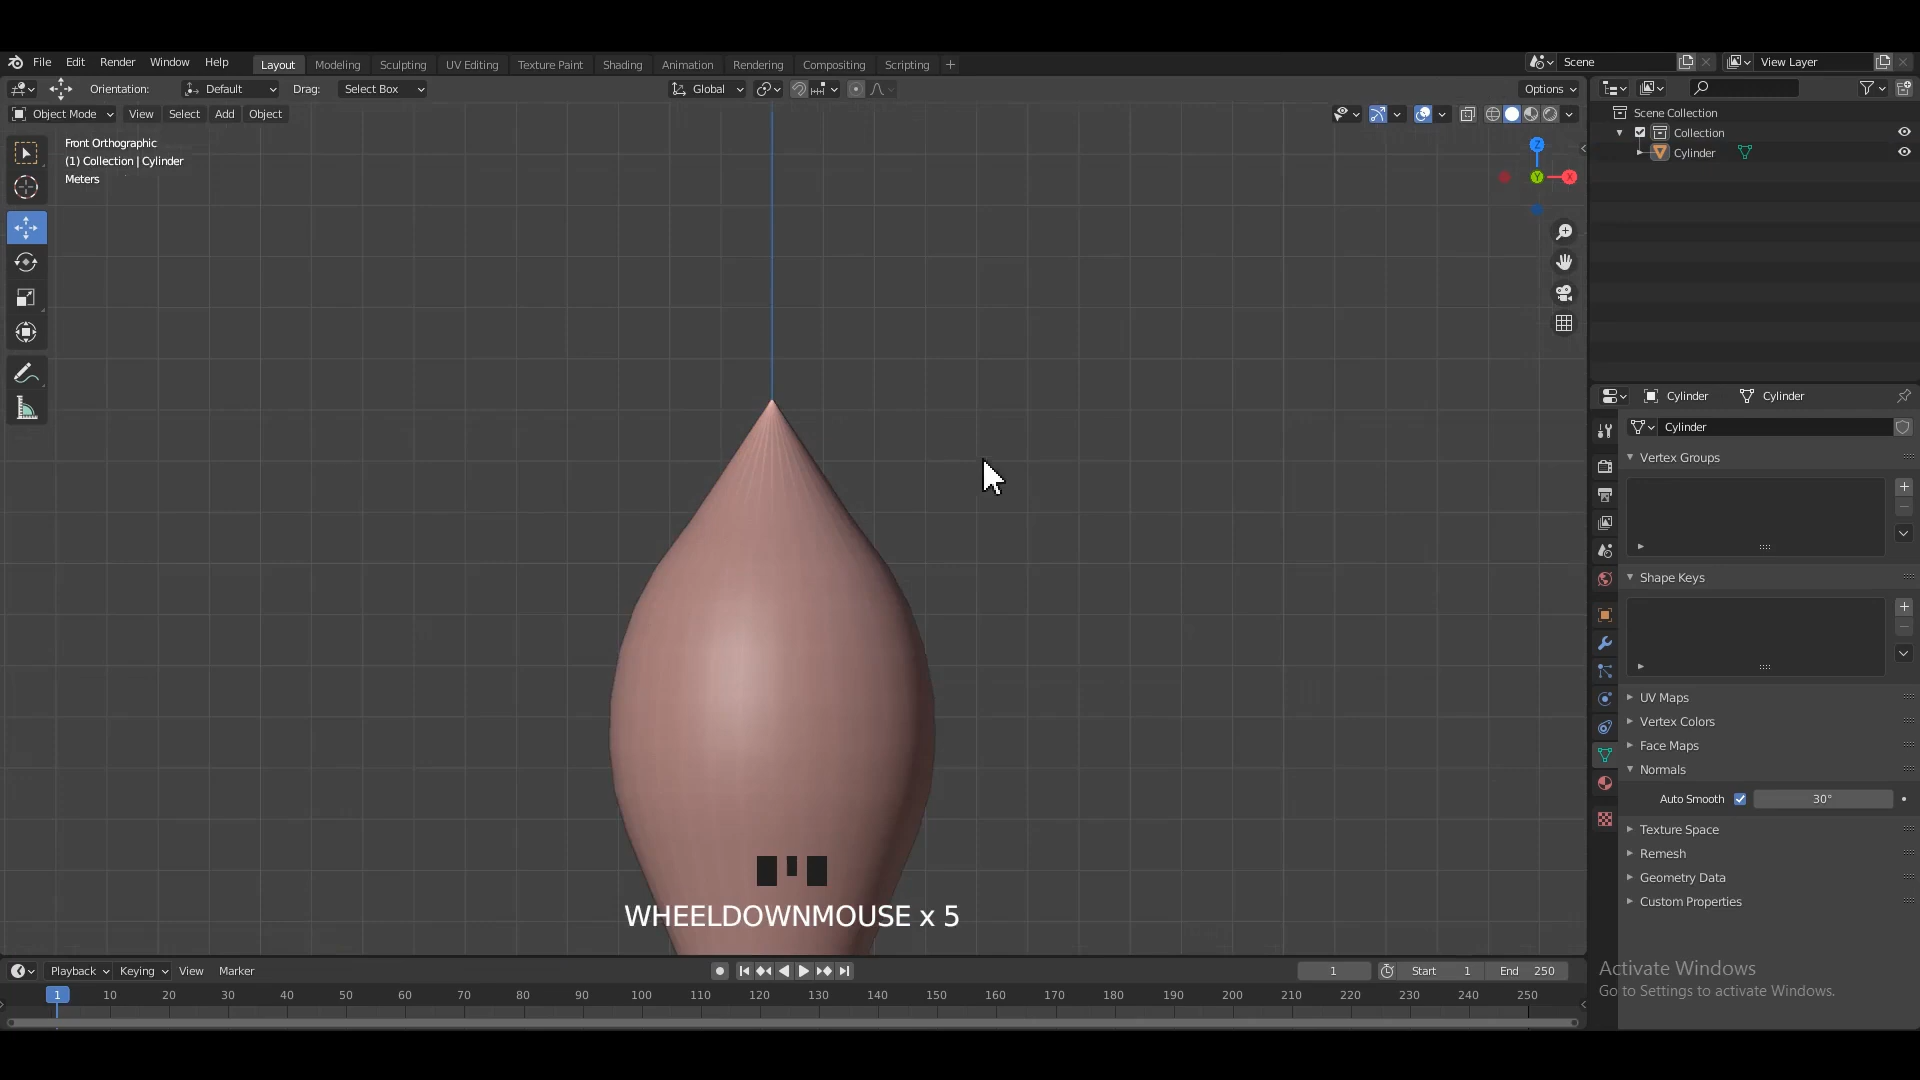 File Edit Render Window Help Layout Modeling Sculpting UV Editing Texture Paint Shading Animation Rendering Compositing Scripting + Scene View Layer
Orientation: Default Drag: Select Box Global Options
Object Mode View Select Add Object
Front Orthographic
(1) Collection | Cylinder
Meters
Z
Y
X
Scene Collection
Collection
Cylinder
Cylinder Cylinder
Cylinder
Vertex Groups
Shape Keys
UV Maps
Vertex Colors
Face Maps
Normals
Auto Smooth 30°
Texture Space
Remesh
Geometry Data
Custom Properties
WHEELDOWNMOUSE x 5
Activate Windows
Go to Settings to activate Windows.
Playback Keying View Marker 1 Start 1 End 250
1 10 20 30 40 50 60 70 80 90 100 110 120 130 140 150 160 170 180 190 200 210 220 230 240 250